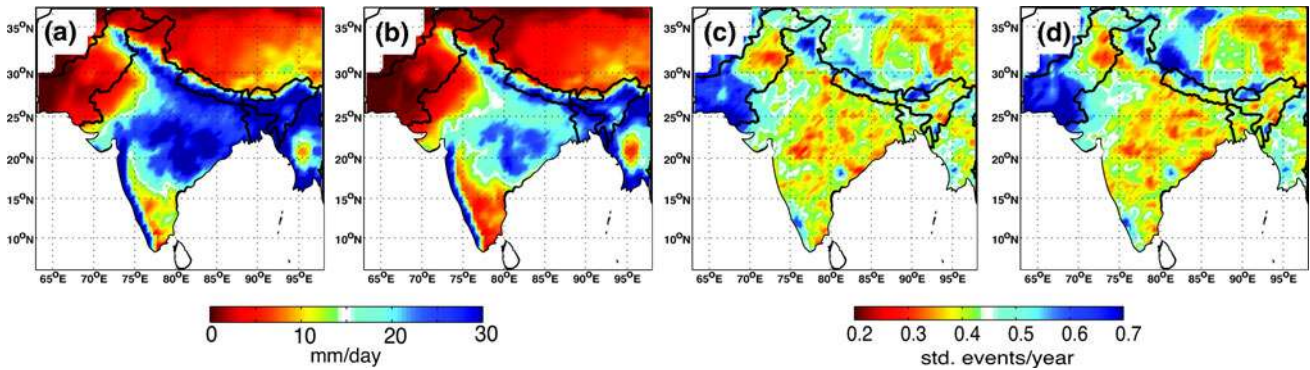 (a) (b) (c) (d)
35°N 35°N 35°N 35°N
30°N 30°N 30°N 30°N
25°N 25°N 25°N 25°N
20°N 20°N 20°N 20°N
15°N 15°N 15°N 15°N
10°N 10°N 10°N 10°N
65°E 70°E 75°E 80°E 85°E 90°E 95°E 65°E 70°E 75°E 80°E 85°E 90°E 95°E 65°E 70°E 75°E 80°E 85°E 90°E 95°E 65°E 70°E 75°E 80°E 85°E 90°E 95°E
0 10 20 30 0.2 0.3 0.4 0.5 0.6 0.7
mm/day std. events/year